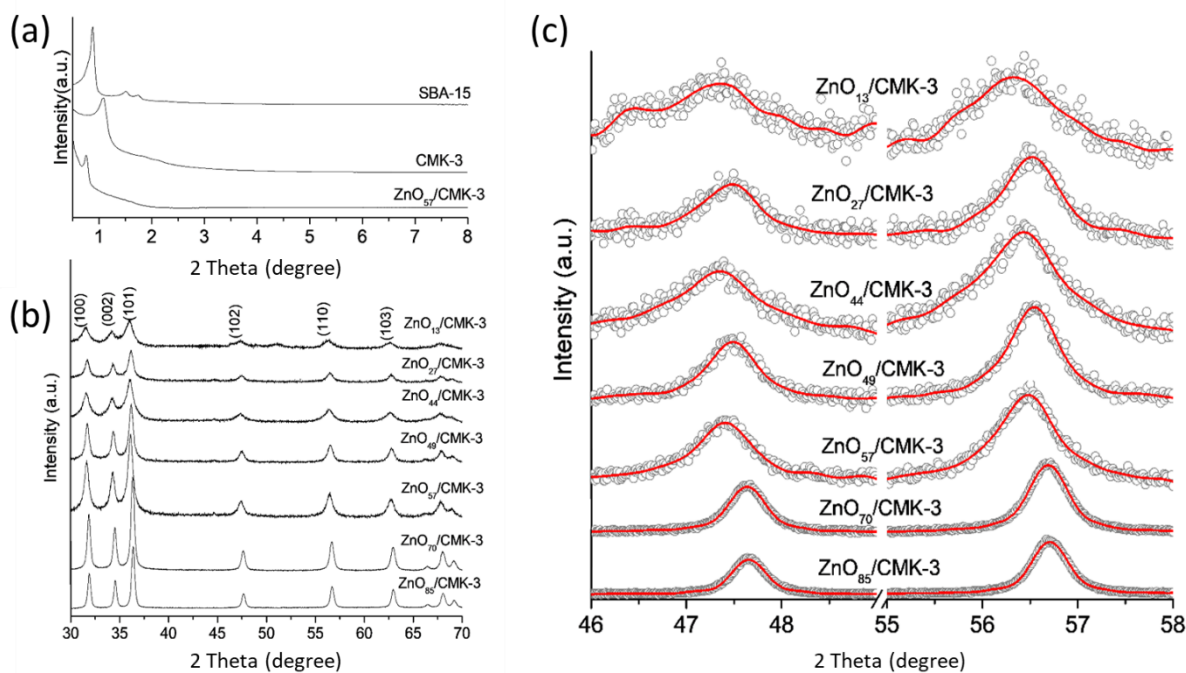 (a)
Intensity(a.u.)
SBA-15
CMK-3
ZnO57/CMK-3
1 2 3 4 5 6 7 8
2 Theta (degree)
(b)
Intensity (a.u.)
(100)
(002)
(101)
(102)
(110)
(103)
ZnO13/CMK-3
ZnO27/CMK-3
ZnO44/CMK-3
ZnO49/CMK-3
ZnO57/CMK-3
ZnO70/CMK-3
ZnO85/CMK-3
30 35 40 45 50 55 60 65 70
2 Theta (degree)
(c)
Intensity (a.u.)
ZnO13/CMK-3
ZnO27/CMK-3
ZnO44/CMK-3
ZnO49/CMK-3
ZnO57/CMK-3
ZnO70/CMK-3
ZnO85/CMK-3
46 47 48 55 56 57 58
2 Theta (degree)